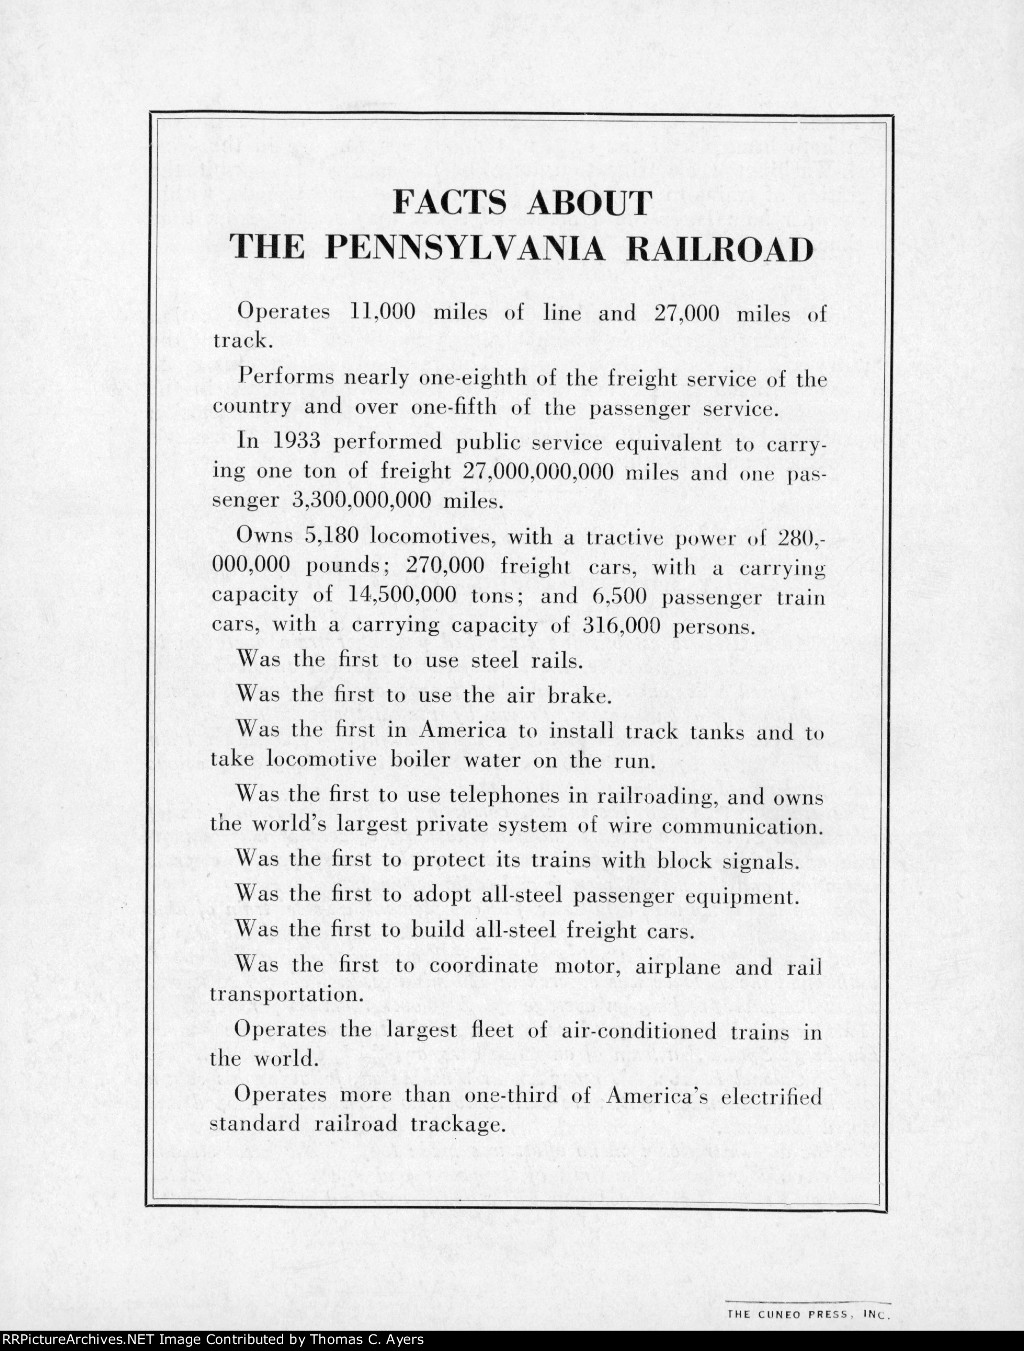 FACTS ABOUT
THE PENNSYLVANIA RAILROAD
Operates 11,000 miles of line and 27,000 miles of
track.
Performs nearly one-eighth of the freight service of the
country and over one-fifth of the passenger service.
In 1933 performed public service equivalent to carry-
ing one ton of freight 27,000,000,000 miles and one pas-
senger 3,300,000,000 miles.
Owns 5,180 locomotives, with a tractive power of 280,-
000,000 pounds; 270,000 freight cars, with a carrying
capacity of 14,500,000 tons; and 6,500 passenger train
cars, with a carrying capacity of 316,000 persons.
Was the first to use steel rails.
Was the first to use the air brake.
Was the first in America to install track tanks and to
take locomotive boiler water on the run.
Was the first to use telephones in railroading, and owns
the world's largest private system of wire communication.
Was the first to protect its trains with block signals.
Was the first to adopt all-steel passenger equipment.
Was the first to build all-steel freight cars.
Was the first to coordinate motor, airplane and rail
transportation.
Operates the largest fleet of air-conditioned trains in
the world.
Operates more than one-third of America's electrified
standard railroad trackage.
THE CUNEO PRESS, INC.
RRPictureArchives.NET Image Contributed by Thomas C. Ayers